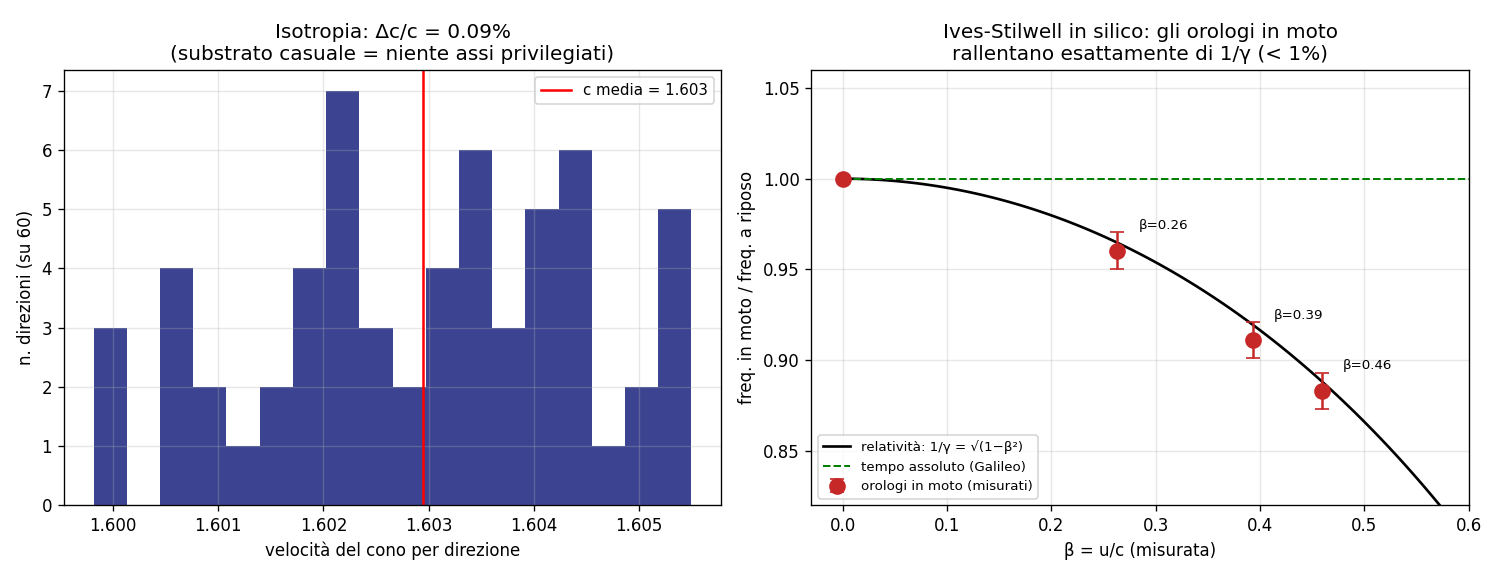 Isotropia: Δc/c = 0.09%
(substrato casuale = niente assi privilegiati)
c media = 1.603
n. direzioni (su 60)
7
6
5
4
3
2
1
0
1.600
1.601
1.602
1.603
1.604
1.605
velocità del cono per direzione
Ives-Stilwell in silico: gli orologi in moto
rallentano esattamente di 1/γ (< 1%)
freq. in moto / freq. a riposo
1.05
1.00
0.95
0.90
0.85
β=0.26
β=0.39
β=0.46
relatività: 1/γ = √(1−β²)
tempo assoluto (Galileo)
orologi in moto (misurati)
0.0
0.1
0.2
0.3
0.4
0.5
0.6
β = u/c (misurata)